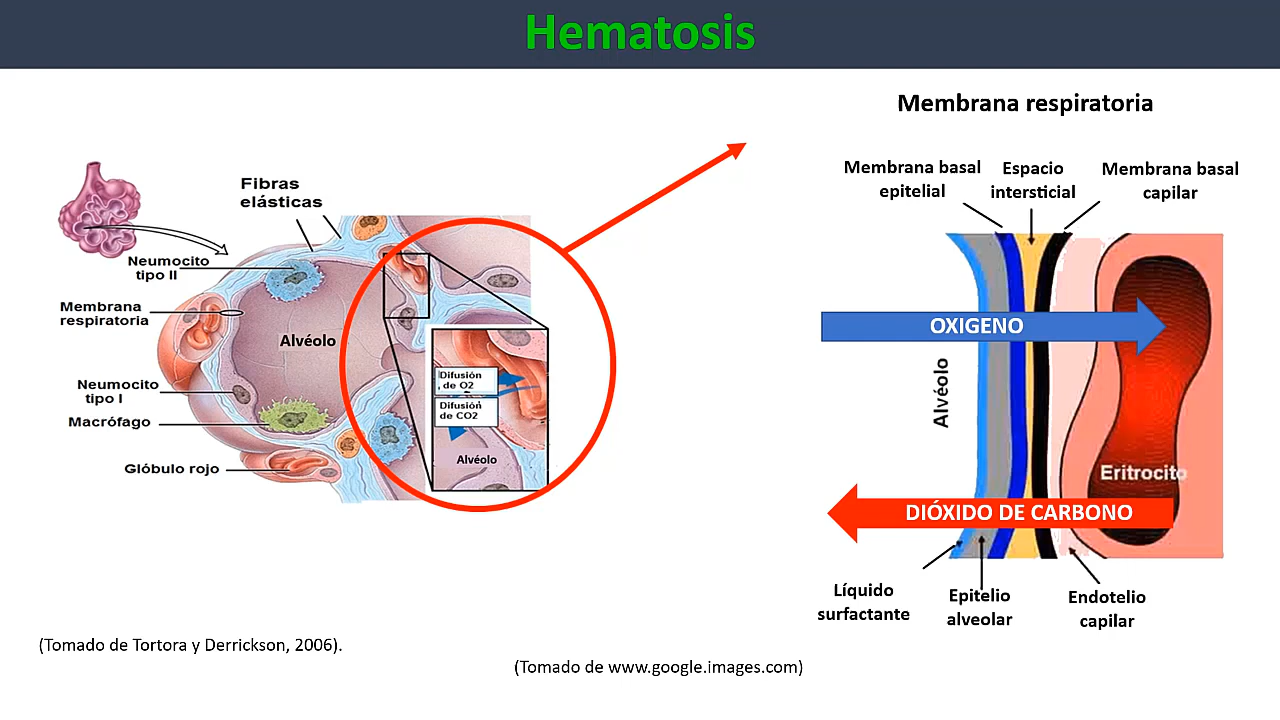 Hematosis
Fibras
elásticas
Neumocito
tipo II
Membrana
respiratoria
Alvéolo
Neumocito
tipo I
Macrófago
Glóbulo rojo
Difusión
de O2
Difusión
de CO2
Alvéolo
(Tomado de Tortora y Derrickson, 2006).
Membrana respiratoria
Membrana basal
epitelial
Espacio
intersticial
Membrana basal
capilar
OXIGENO
Alvéolo
Eritrocito
DIÓXIDO DE CARBONO
Líquido
surfactante
Epitelio
alveolar
Endotelio
capilar
(Tomado de www.google.images.com)